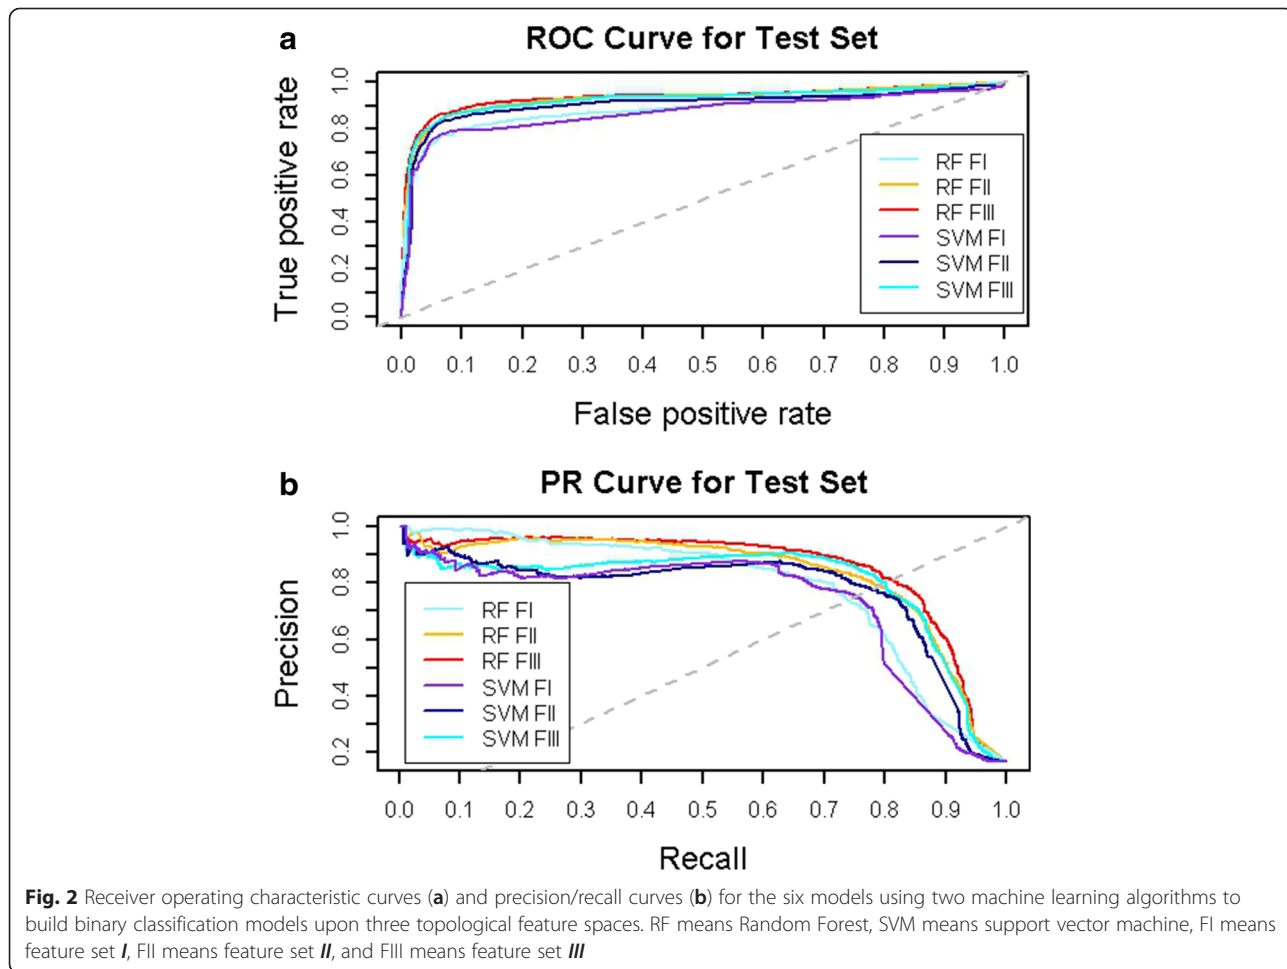 a
ROC Curve for Test Set
True positive rate
1.0
0.8
0.6
0.4
0.2
0.0
RF FI
RF FII
RF FIII
SVM FI
SVM FII
SVM FIII
0.0 0.1 0.2 0.3 0.4 0.5 0.6 0.7 0.8 0.9 1.0
False positive rate
b
PR Curve for Test Set
Precision
1.0
0.8
0.6
0.4
0.2
RF FI
RF FII
RF FIII
SVM FI
SVM FII
SVM FIII
0.0 0.1 0.2 0.3 0.4 0.5 0.6 0.7 0.8 0.9 1.0
Recall
Fig. 2 Receiver operating characteristic curves (a) and precision/recall curves (b) for the six models using two machine learning algorithms to
build binary classification models upon three topological feature spaces. RF means Random Forest, SVM means support vector machine, FI means
feature set I, FII means feature set II, and FIII means feature set III